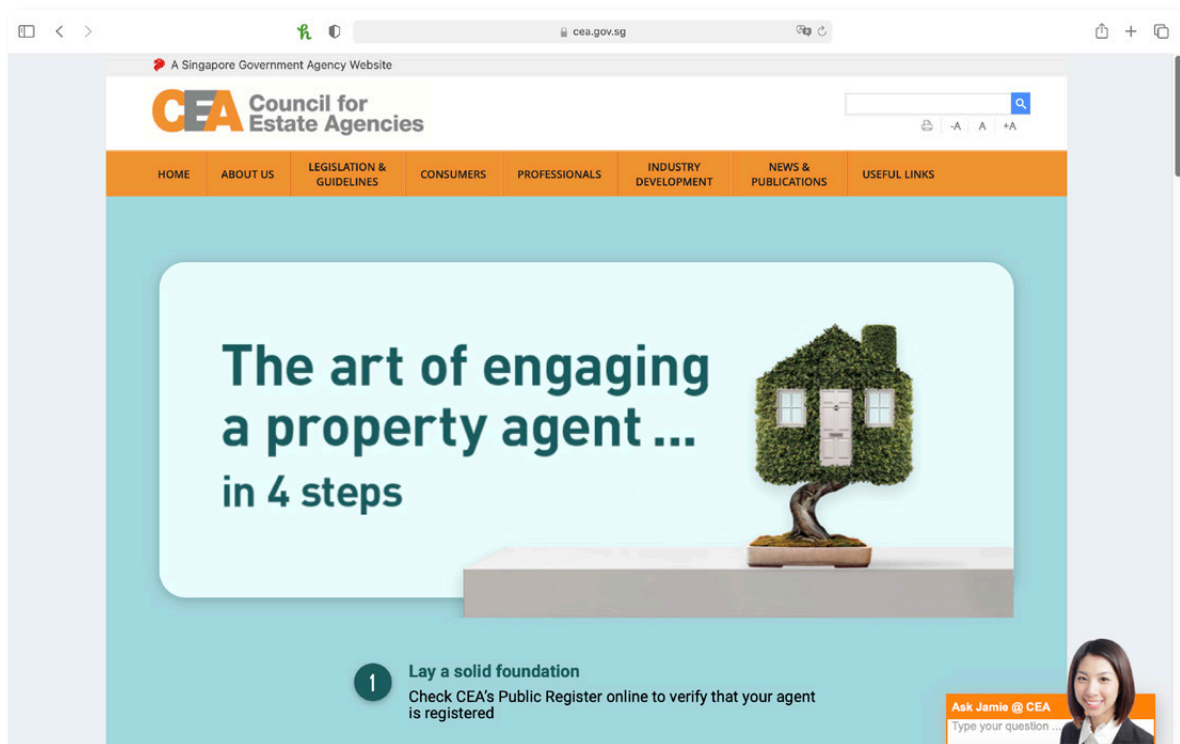 cea.gov.sg
A Singapore Government Agency Website
CEA Council for
Estate Agencies
-A A +A
HOME ABOUT US LEGISLATION & GUIDELINES CONSUMERS PROFESSIONALS INDUSTRY DEVELOPMENT NEWS & PUBLICATIONS USEFUL LINKS
The art of engaging
a property agent ...
in 4 steps
1 Lay a solid foundation
Check CEA's Public Register online to verify that your agent
is registered
Ask Jamie @ CEA
Type your question ...